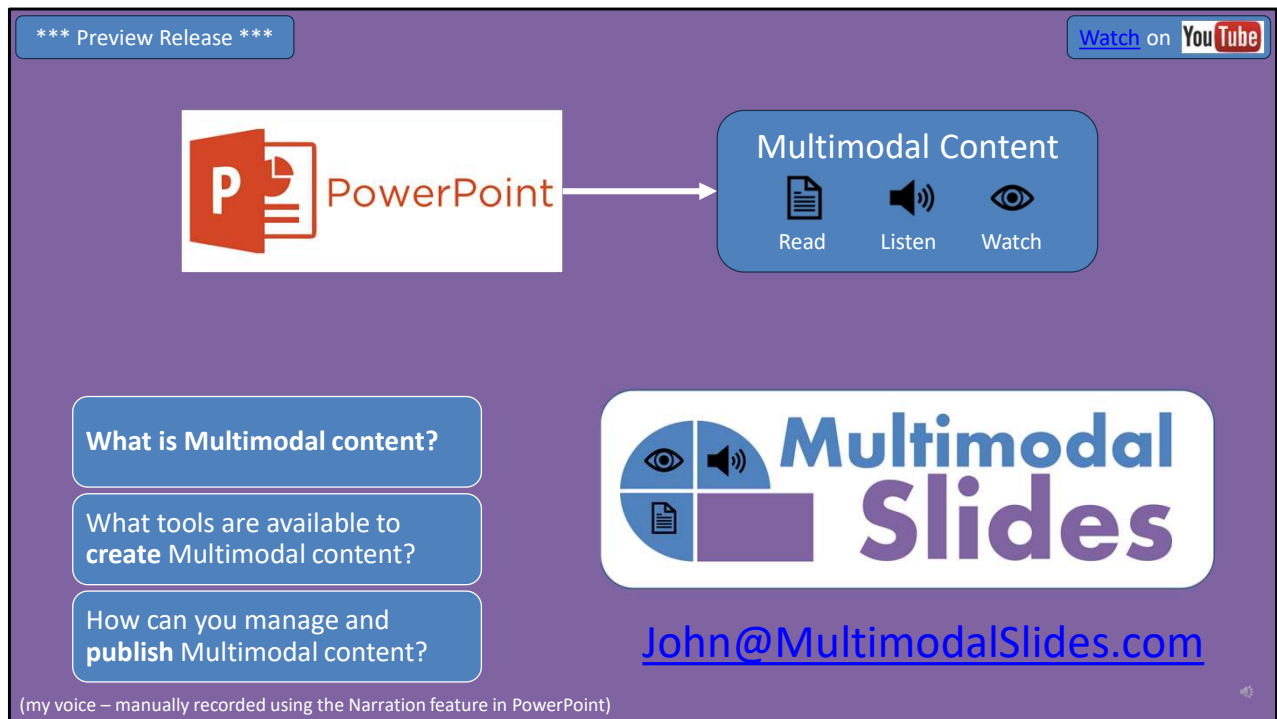 *** Preview Release ***
Watch on YouTube
P PowerPoint
Multimodal Content
Read Listen Watch
What is Multimodal content?
What tools are available to
create Multimodal content?
How can you manage and
publish Multimodal content?
Multimodal
Slides
John@MultimodalSlides.com
(my voice – manually recorded using the Narration feature in PowerPoint)